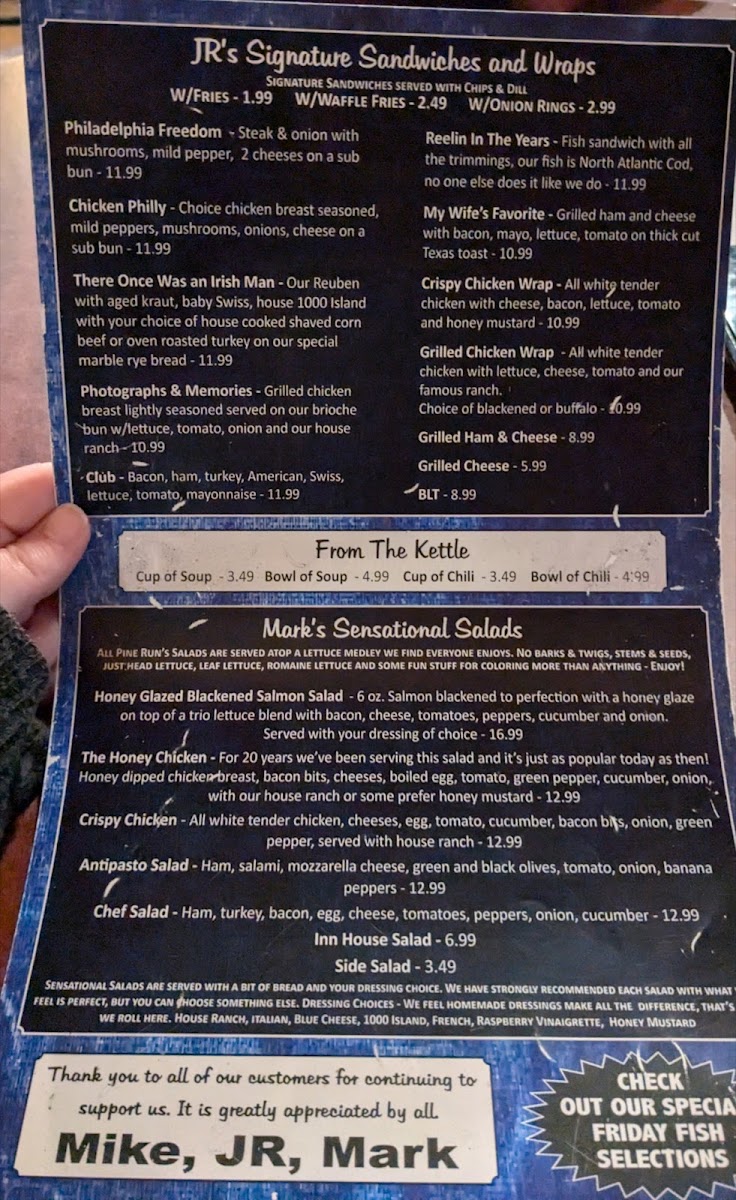 JR's Signature Sandwiches and Wraps
Signature Sandwiches served with Chips & Dill
W/Fries - 1.99 W/Waffle Fries - 2.49 W/Onion Rings - 2.99
Philadelphia Freedom - Steak & onion with
mushrooms, mild pepper, 2 cheeses on a sub
bun - 11.99
Chicken Philly - Choice chicken breast seasoned,
mild peppers, mushrooms, onions, cheese on a
sub bun - 11.99
There Once Was an Irish Man - Our Reuben
with aged kraut, baby Swiss, house 1000 Island
with your choice of house cooked shaved corn
beef or oven roasted turkey on our special
marble rye bread - 11.99
Photographs & Memories - Grilled chicken
breast lightly seasoned served on our brioche
bun w/lettuce, tomato, onion and our house
ranch - 10.99
Club - Bacon, ham, turkey, American, Swiss,
lettuce, tomato, mayonnaise - 11.99
Reelin In The Years - Fish sandwich with all
the trimmings, our fish is North Atlantic Cod,
no one else does it like we do - 11.99
My Wife's Favorite - Grilled ham and cheese
with bacon, mayo, lettuce, tomato on thick cut
Texas toast - 10.99
Crispy Chicken Wrap - All white tender
chicken with cheese, bacon, lettuce, tomato
and honey mustard - 10.99
Grilled Chicken Wrap - All white tender
chicken with lettuce, cheese, tomato and our
famous ranch.
Choice of blackened or buffalo - 10.99
Grilled Ham & Cheese - 8.99
Grilled Cheese - 5.99
BLT - 8.99
From The Kettle
Cup of Soup - 3.49 Bowl of Soup - 4.99 Cup of Chili - 3.49 Bowl of Chili - 4.99
Mark's Sensational Salads
All Pine Run's Salads are served atop a lettuce medley we find everyone enjoys. No barks & twigs, stems & seeds,
just head lettuce, leaf lettuce, romaine lettuce and some fun stuff for coloring more than anything - Enjoy!
Honey Glazed Blackened Salmon Salad - 6 oz. Salmon blackened to perfection with a honey glaze
on top of a trio lettuce blend with bacon, cheese, tomatoes, peppers, cucumber and onion.
Served with your dressing of choice - 16.99
The Honey Chicken - For 20 years we've been serving this salad and it's just as popular today as then!
Honey dipped chicken breast, bacon bits, cheeses, boiled egg, tomato, green pepper, cucumber, onion,
with our house ranch or some prefer honey mustard - 12.99
Crispy Chicken - All white tender chicken, cheeses, egg, tomato, cucumber, bacon bits, onion, green
pepper, served with house ranch - 12.99
Antipasto Salad - Ham, salami, mozzarella cheese, green and black olives, tomato, onion, banana
peppers - 12.99
Chef Salad - Ham, turkey, bacon, egg, cheese, tomatoes, peppers, onion, cucumber - 12.99
Inn House Salad - 6.99
Side Salad - 3.49
Sensational Salads are served with a bit of bread and your dressing choice. We have strongly recommended each salad with what
feel is perfect, but you can choose something else. Dressing Choices - We feel homemade dressings make all the difference, that's
we roll here. House Ranch, italian, Blue Cheese, 1000 Island, French, Raspberry Vinaigrette, Honey Mustard
Thank you to all of our customers for continuing to
support us. It is greatly appreciated by all
Mike, JR, Mark
CHECK
OUT OUR SPECIA
FRIDAY FISH
SELECTIONS